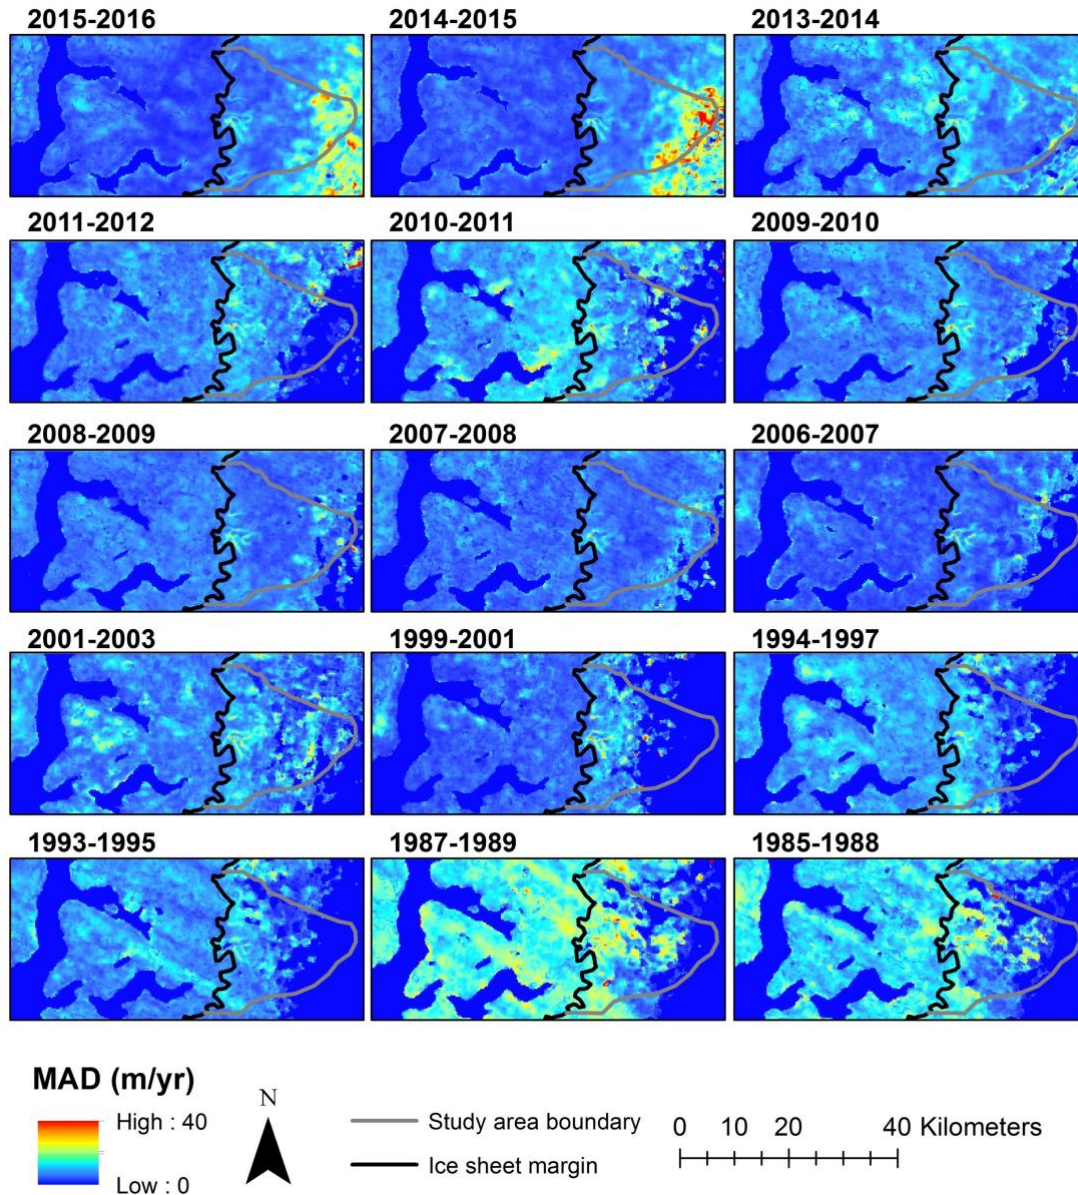 2015-2016 2014-2015 2013-2014
2011-2012 2010-2011 2009-2010
2008-2009 2007-2008 2006-2007
2001-2003 1999-2001 1994-1997
1993-1995 1987-1989 1985-1988
MAD (m/yr)
High : 40
Low : 0
N
Study area boundary
Ice sheet margin
0 10 20 40 Kilometers